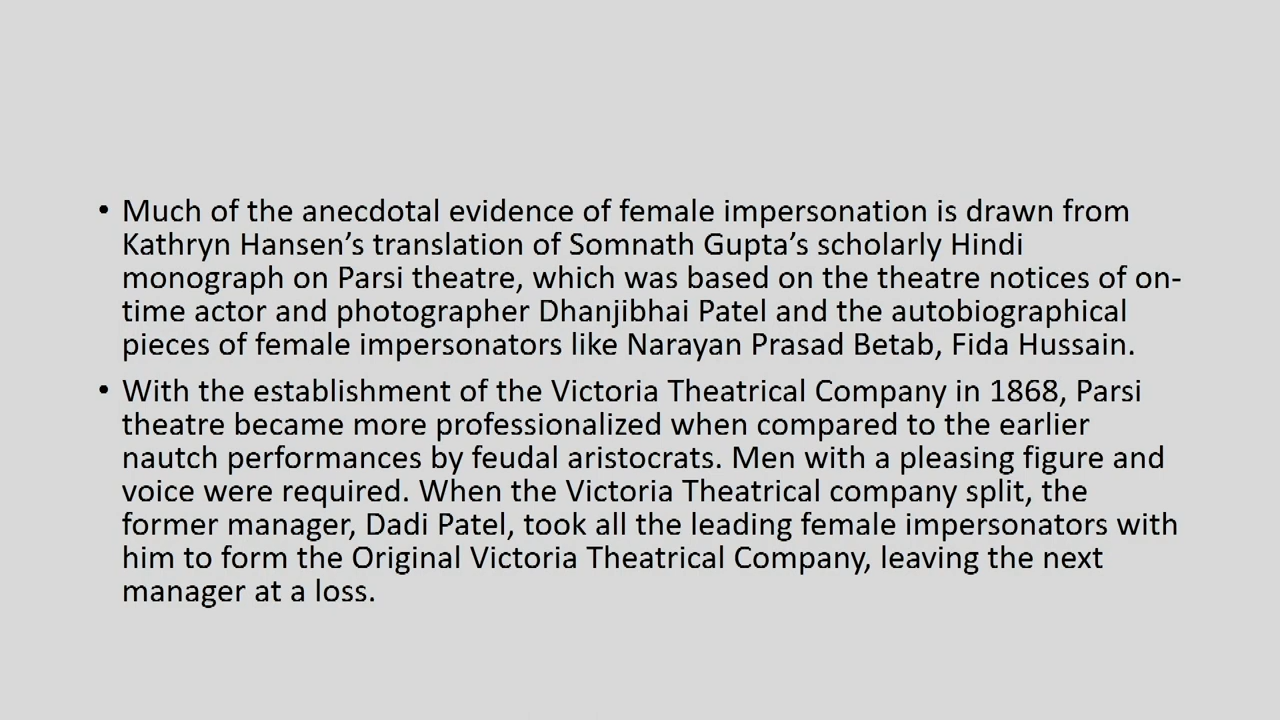 • Much of the anecdotal evidence of female impersonation is drawn from
Kathryn Hansen’s translation of Somnath Gupta’s scholarly Hindi
monograph on Parsi theatre, which was based on the theatre notices of on-
time actor and photographer Dhanjibhai Patel and the autobiographical
pieces of female impersonators like Narayan Prasad Betab, Fida Hussain.
• With the establishment of the Victoria Theatrical Company in 1868, Parsi
theatre became more professionalized when compared to the earlier
nautch performances by feudal aristocrats. Men with a pleasing figure and
voice were required. When the Victoria Theatrical company split, the
former manager, Dadi Patel, took all the leading female impersonators with
him to form the Original Victoria Theatrical Company, leaving the next
manager at a loss.